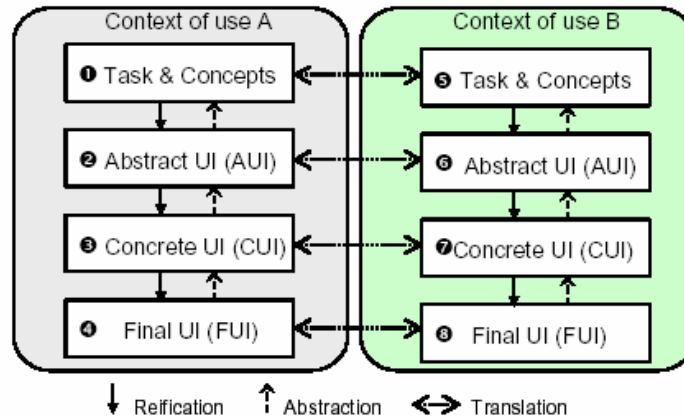 Context of use A
Context of use B
❶ Task & Concepts
❺ Task & Concepts
❷ Abstract UI (AUI)
❻ Abstract UI (AUI)
❸ Concrete UI (CUI)
❼Concrete UI (CUI)
❹ Final UI (FUI)
❽ Final UI (FUI)
Reification
Abstraction
Translation